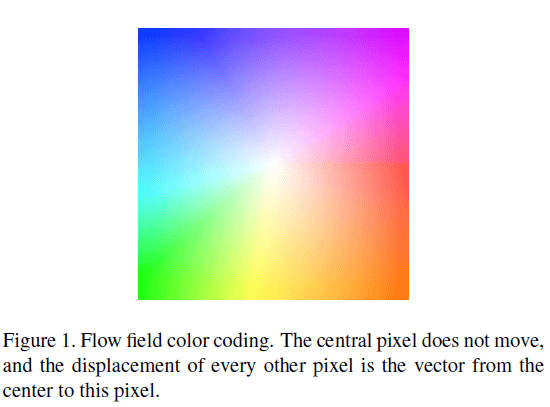 Figure 1. Flow field color coding. The central pixel does not move,
and the displacement of every other pixel is the vector from the
center to this pixel.